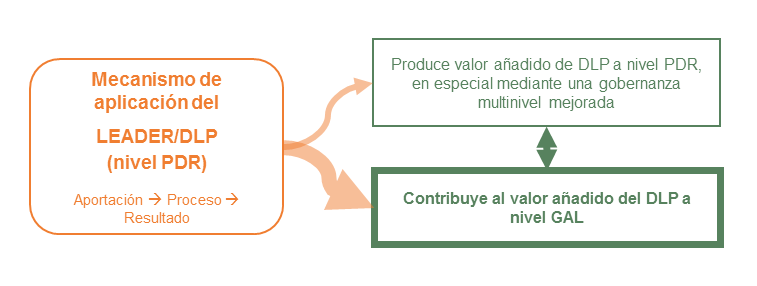 Mecanismo de
aplicación del
LEADER/DLP
(nivel PDR)
Aportación → Proceso →
Resultado
Produce valor añadido de DLP a nivel PDR,
en especial mediante una gobernanza
multinivel mejorada
Contribuye al valor añadido del DLP a
nivel GAL